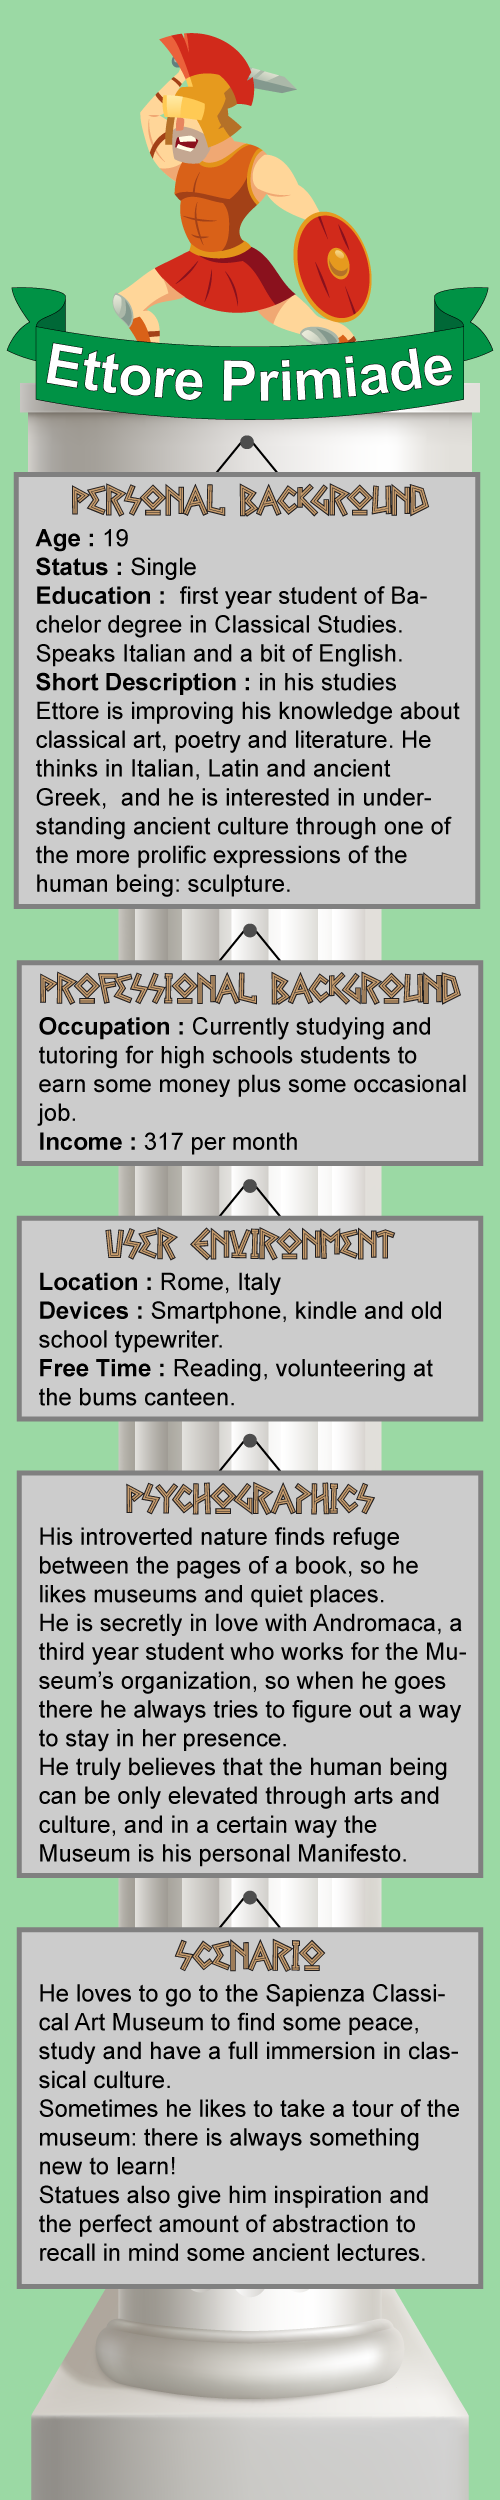 Ettore Primiade
PERSONAL BACKGROUND
Age : 19
Status : Single
Education :  first year student of Ba-
chelor degree in Classical Studies.
Speaks Italian and a bit of English.
Short Description : in his studies
Ettore is improving his knowledge about
classical art, poetry and literature. He
thinks in Italian, Latin and ancient
Greek,  and he is interested in under-
standing ancient culture through one of
the more prolific expressions of the
human being: sculpture.
PROFESSIONAL BACKGROUND
Occupation : Currently studying and
tutoring for high schools students to
earn some money plus some occasional
job.
Income : 317 per month
USER ENVIRONMENT
Location : Rome, Italy
Devices : Smartphone, kindle and old
school typewriter.
Free Time : Reading, volunteering at
the bums canteen.
PSYCHOGRAPHICS
His introverted nature finds refuge
between the pages of a book, so he
likes museums and quiet places.
He is secretly in love with Andromaca, a
third year student who works for the Mu-
seum’s organization, so when he goes
there he always tries to figure out a way
to stay in her presence.
He truly believes that the human being
can be only elevated through arts and
culture, and in a certain way the
Museum is his personal Manifesto.
SCENARIO
He loves to go to the Sapienza Classi-
cal Art Museum to find some peace,
study and have a full immersion in clas-
sical culture.
Sometimes he likes to take a tour of the
museum: there is always something
new to learn!
Statues also give him inspiration and
the perfect amount of abstraction to
recall in mind some ancient lectures.